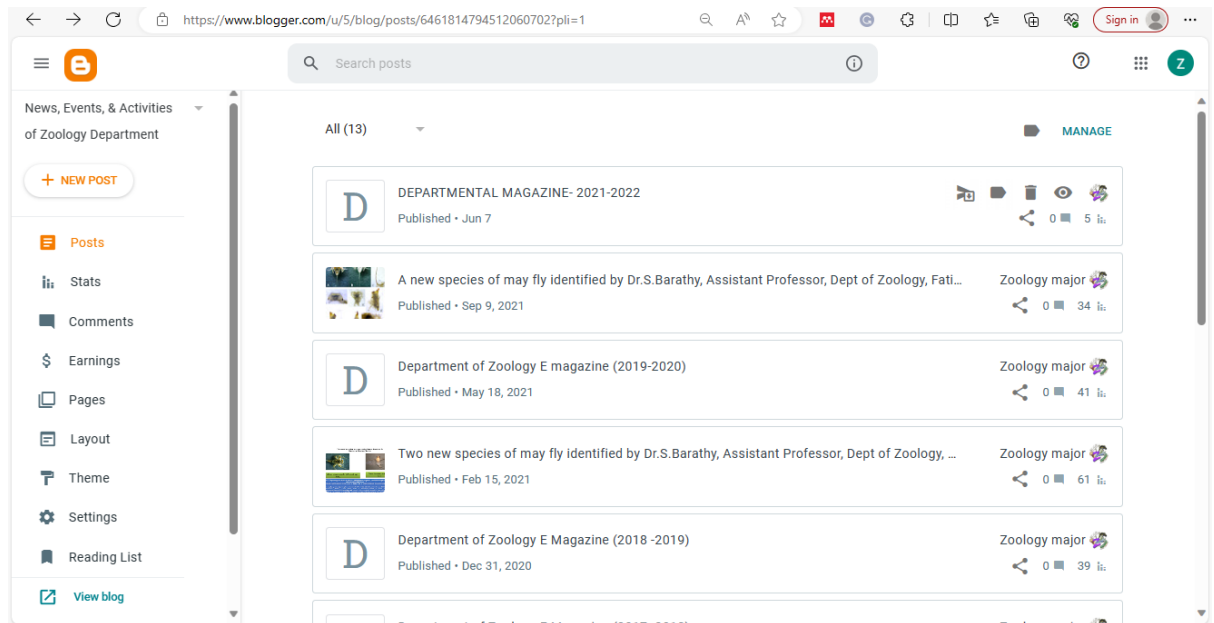 https://www.blogger.com/u/5/blog/posts/6461814794512060702?pli=1
Sign in
Search posts
Z
News, Events, & Activities
of Zoology Department
NEW POST
Posts
Stats
Comments
Earnings
Pages
Layout
Theme
Settings
Reading List
View blog
All (13)
MANAGE
D
DEPARTMENTAL MAGAZINE- 2021-2022
Published • Jun 7
0 5
A new species of may fly identified by Dr.S.Barathy, Assistant Professor, Dept of Zoology, Fati...
Zoology major
Published • Sep 9, 2021
0 34
D
Department of Zoology E magazine (2019-2020)
Zoology major
Published • May 18, 2021
0 41
Two new species of may fly identified by Dr.S.Barathy, Assistant Professor, Dept of Zoology, ...
Zoology major
Published • Feb 15, 2021
0 61
D
Department of Zoology E Magazine (2018 -2019)
Zoology major
Published • Dec 31, 2020
0 39